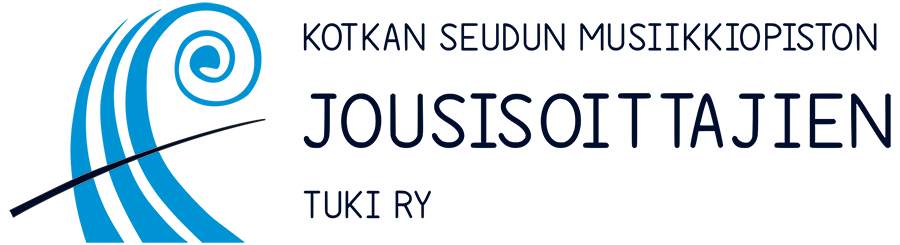 KOTKAN SEUDUN MUSIIKKIOPISTON
JOUSISOITTAJIEN
TUKI RY